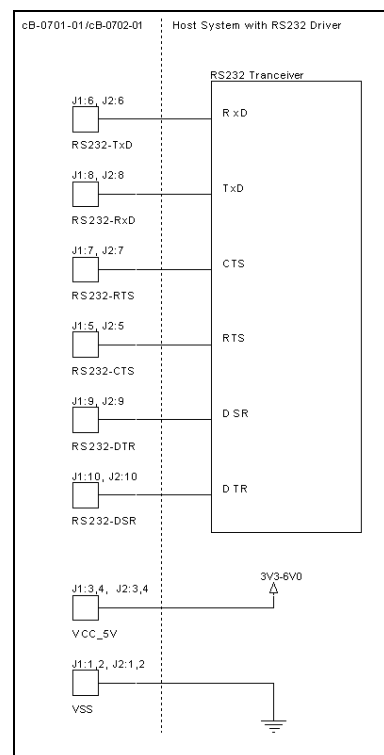 cB-0701-01/cB-0702-01 Host System with RS232 Driver
RS232 Tranceiver
J1:6, J2:6
RxD
RS232-TxD
J1:8, J2:8
TxD
RS232-RxD
J1:7, J2:7
CTS
RS232-RTS
J1:5, J2:5
RTS
RS232-CTS
J1:9, J2:9
DSR
RS232-DTR
J1:10, J2:10
DTR
RS232-DSR
3V3-6V0
J1:3,4, J2:3,4
VCC_5V
J1:1,2, J2:1,2
VSS